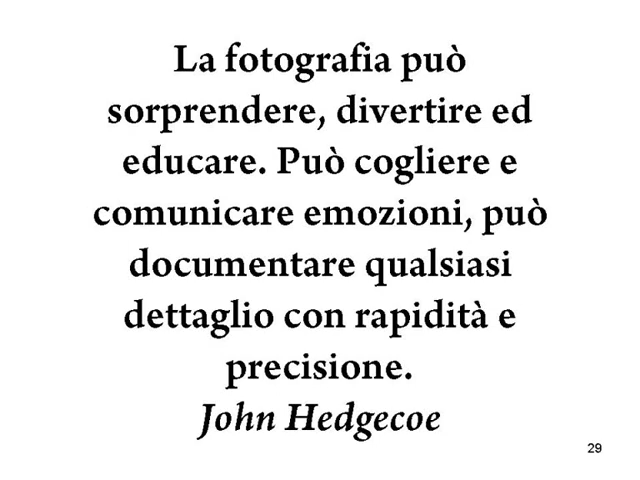 La fotografia può
sorprendere, divertire ed
educare. Può cogliere e
comunicare emozioni, può
documentare qualsiasi
dettaglio con rapidità e
precisione.
John Hedgecoe
29